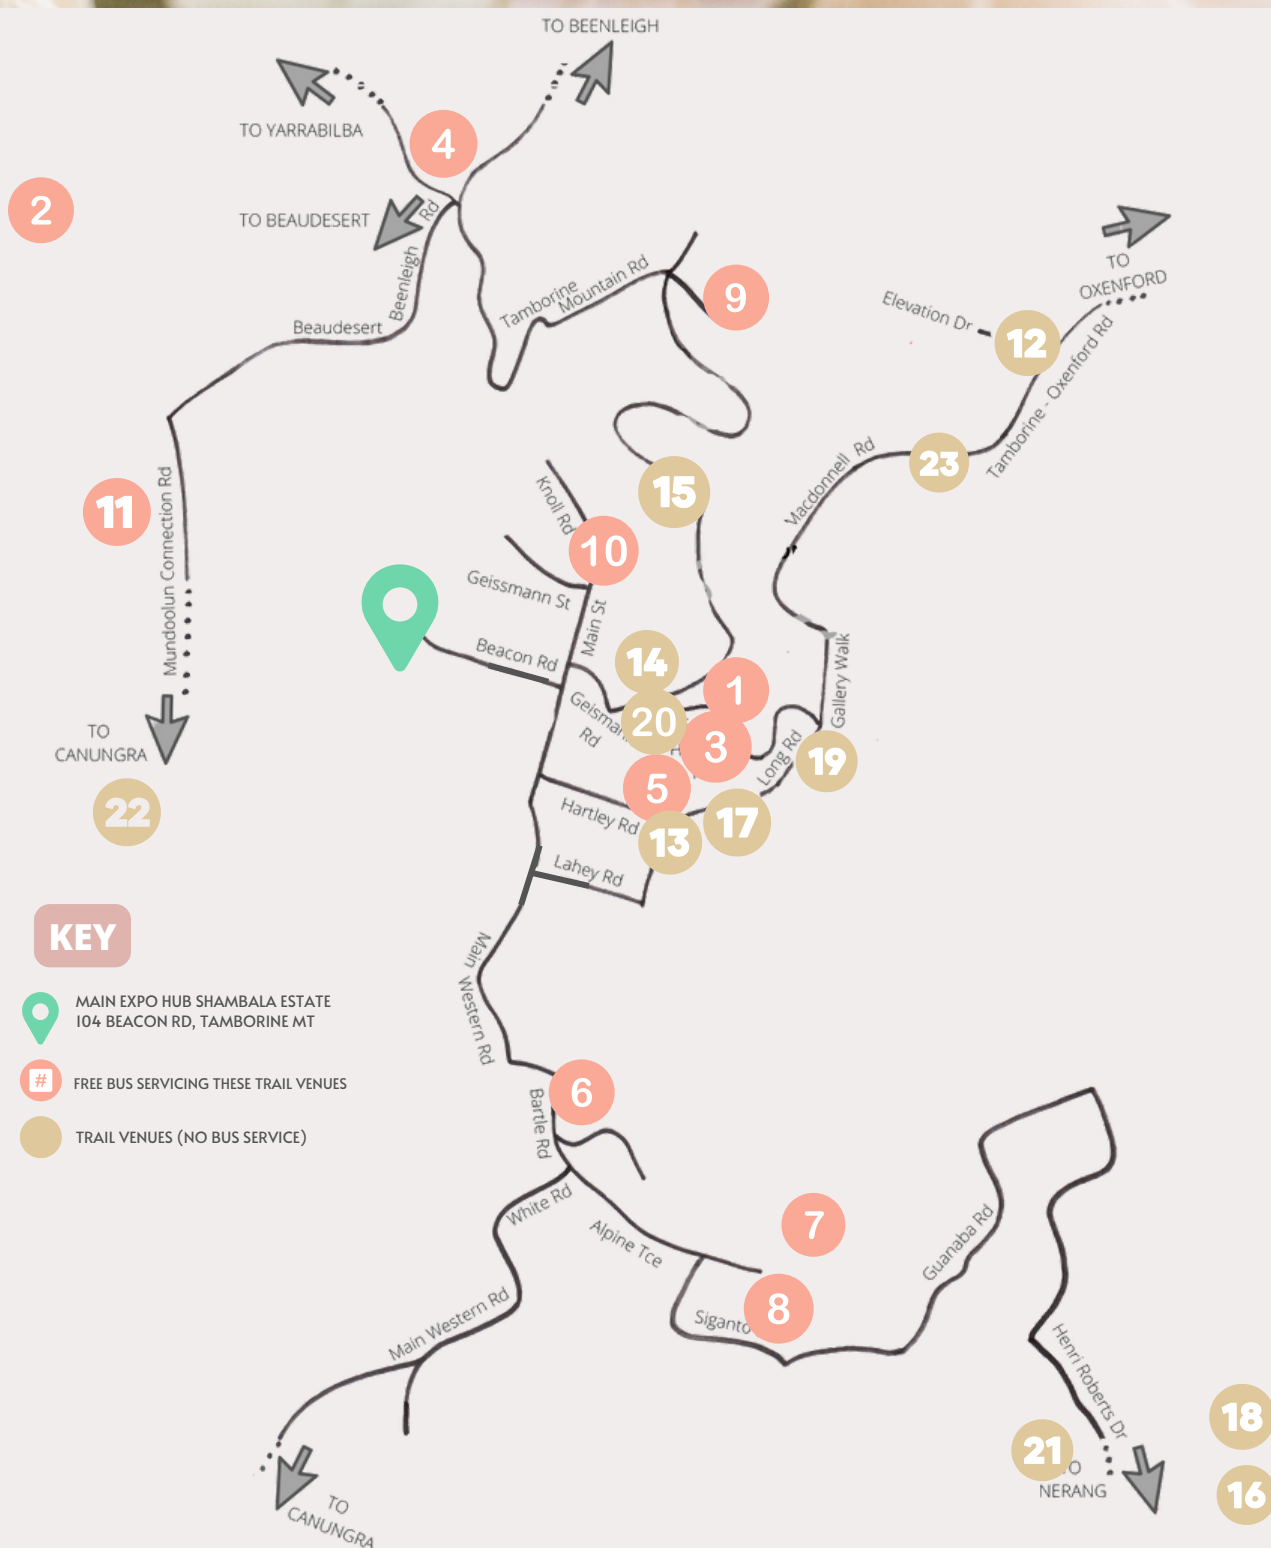 TO BEENLEIGH
TO YARRABILBA
4
2
TO BEAUDESERT
Rd
Beenleigh
Beaudesert
Tamborine
Mountain Rd
9
TO
OXENFORD
Elevation Dr
12
Tamborine - Oxenford Rd
Macdonnell Rd
23
15
11
Mundoolun Connection Rd
Knoll Rd
10
Geissmann St
Main St
Beacon Rd
14
1
20
3
Rd
5
Long Rd
Gallery Walk
19
17
Hartley Rd
13
Lahey Rd
TO
CANUNGRA
22
KEY
MAIN EXPO HUB SHAMBALA ESTATE
104 BEACON RD, TAMBORINE MT
# FREE BUS SERVICING THESE TRAIL VENUES
TRAIL VENUES (NO BUS SERVICE)
Main
Western Rd
6
Bartle Rd
White Rd
Alpine Tce
7
8
Siganto
Guanaba Rd
Main Western Rd
Henri Roberts Dr
18
21
NERANG
16
TO
CANUNGRA